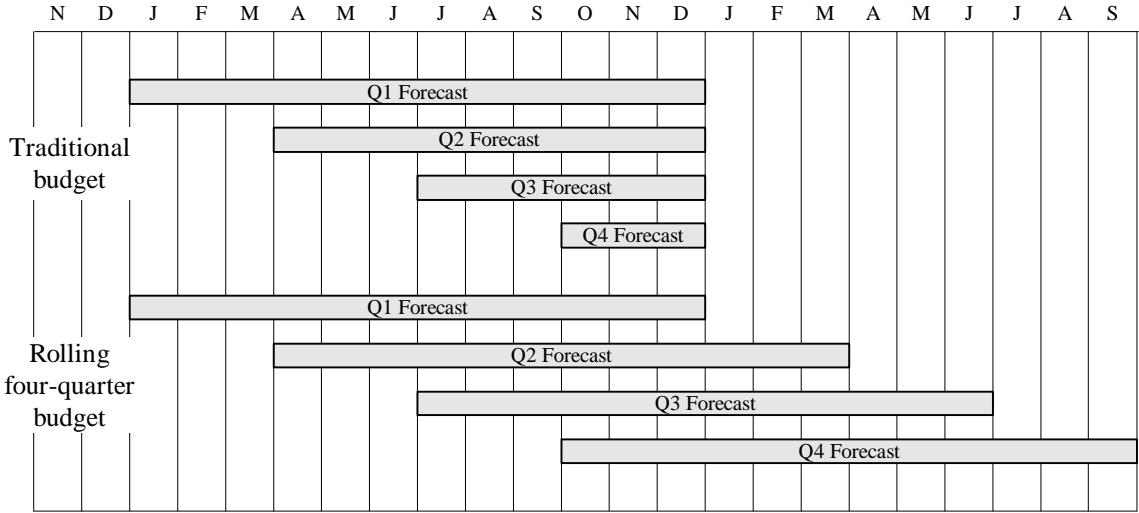 N D J F M A M J J A S O N D J F M A M J J A S
Q1 Forecast
Q2 Forecast
Traditional
budget
Q3 Forecast
Q4 Forecast
Q1 Forecast
Rolling
four-quarter
budget
Q2 Forecast
Q3 Forecast
Q4 Forecast